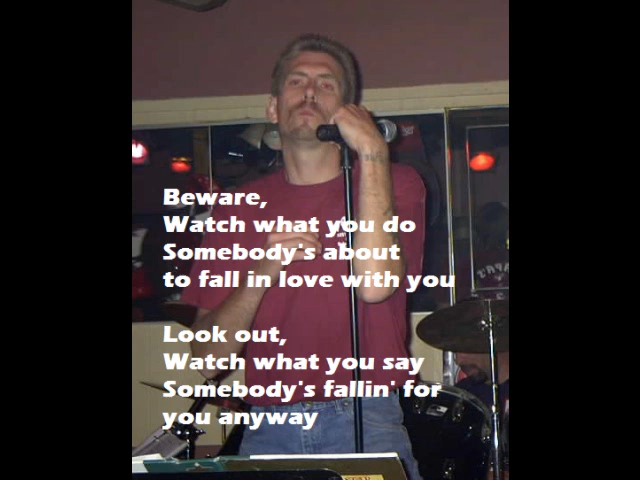 Beware,
Watch what you do
Somebody's about
to fall in love with you
Look out,
Watch what you say
Somebody's fallin' for
you anyway